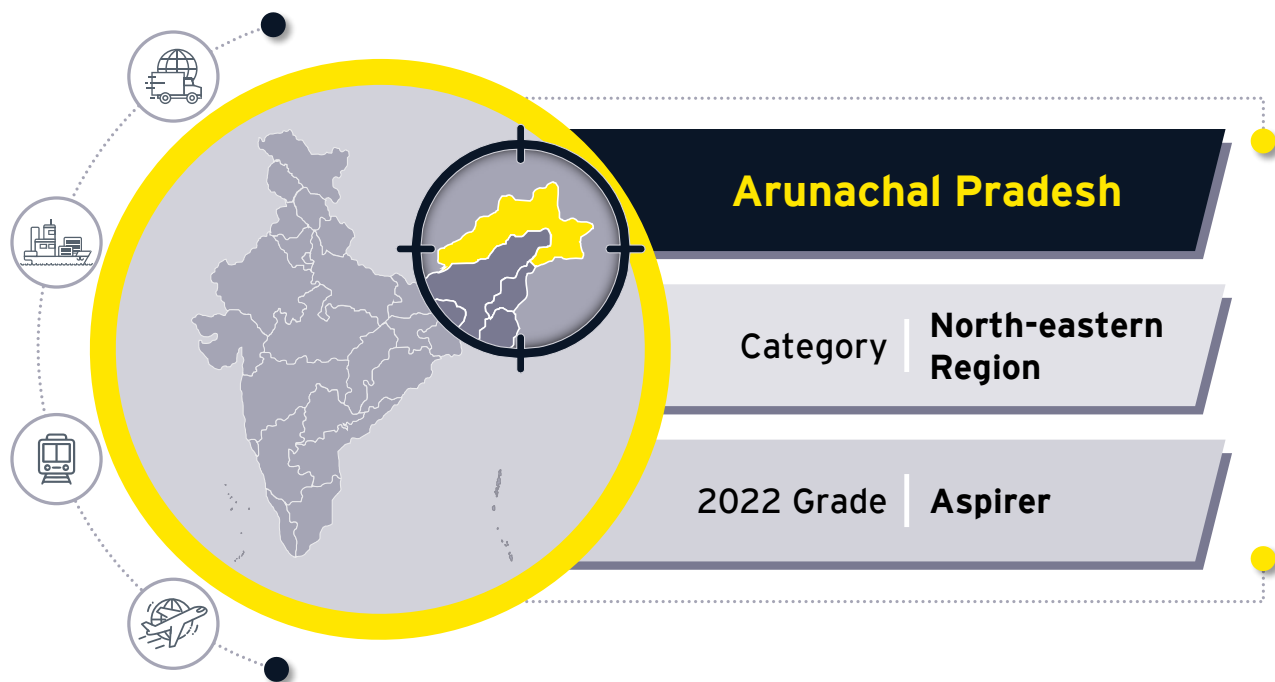 Arunachal Pradesh
Category
North-eastern
Region
2022 Grade
Aspirer